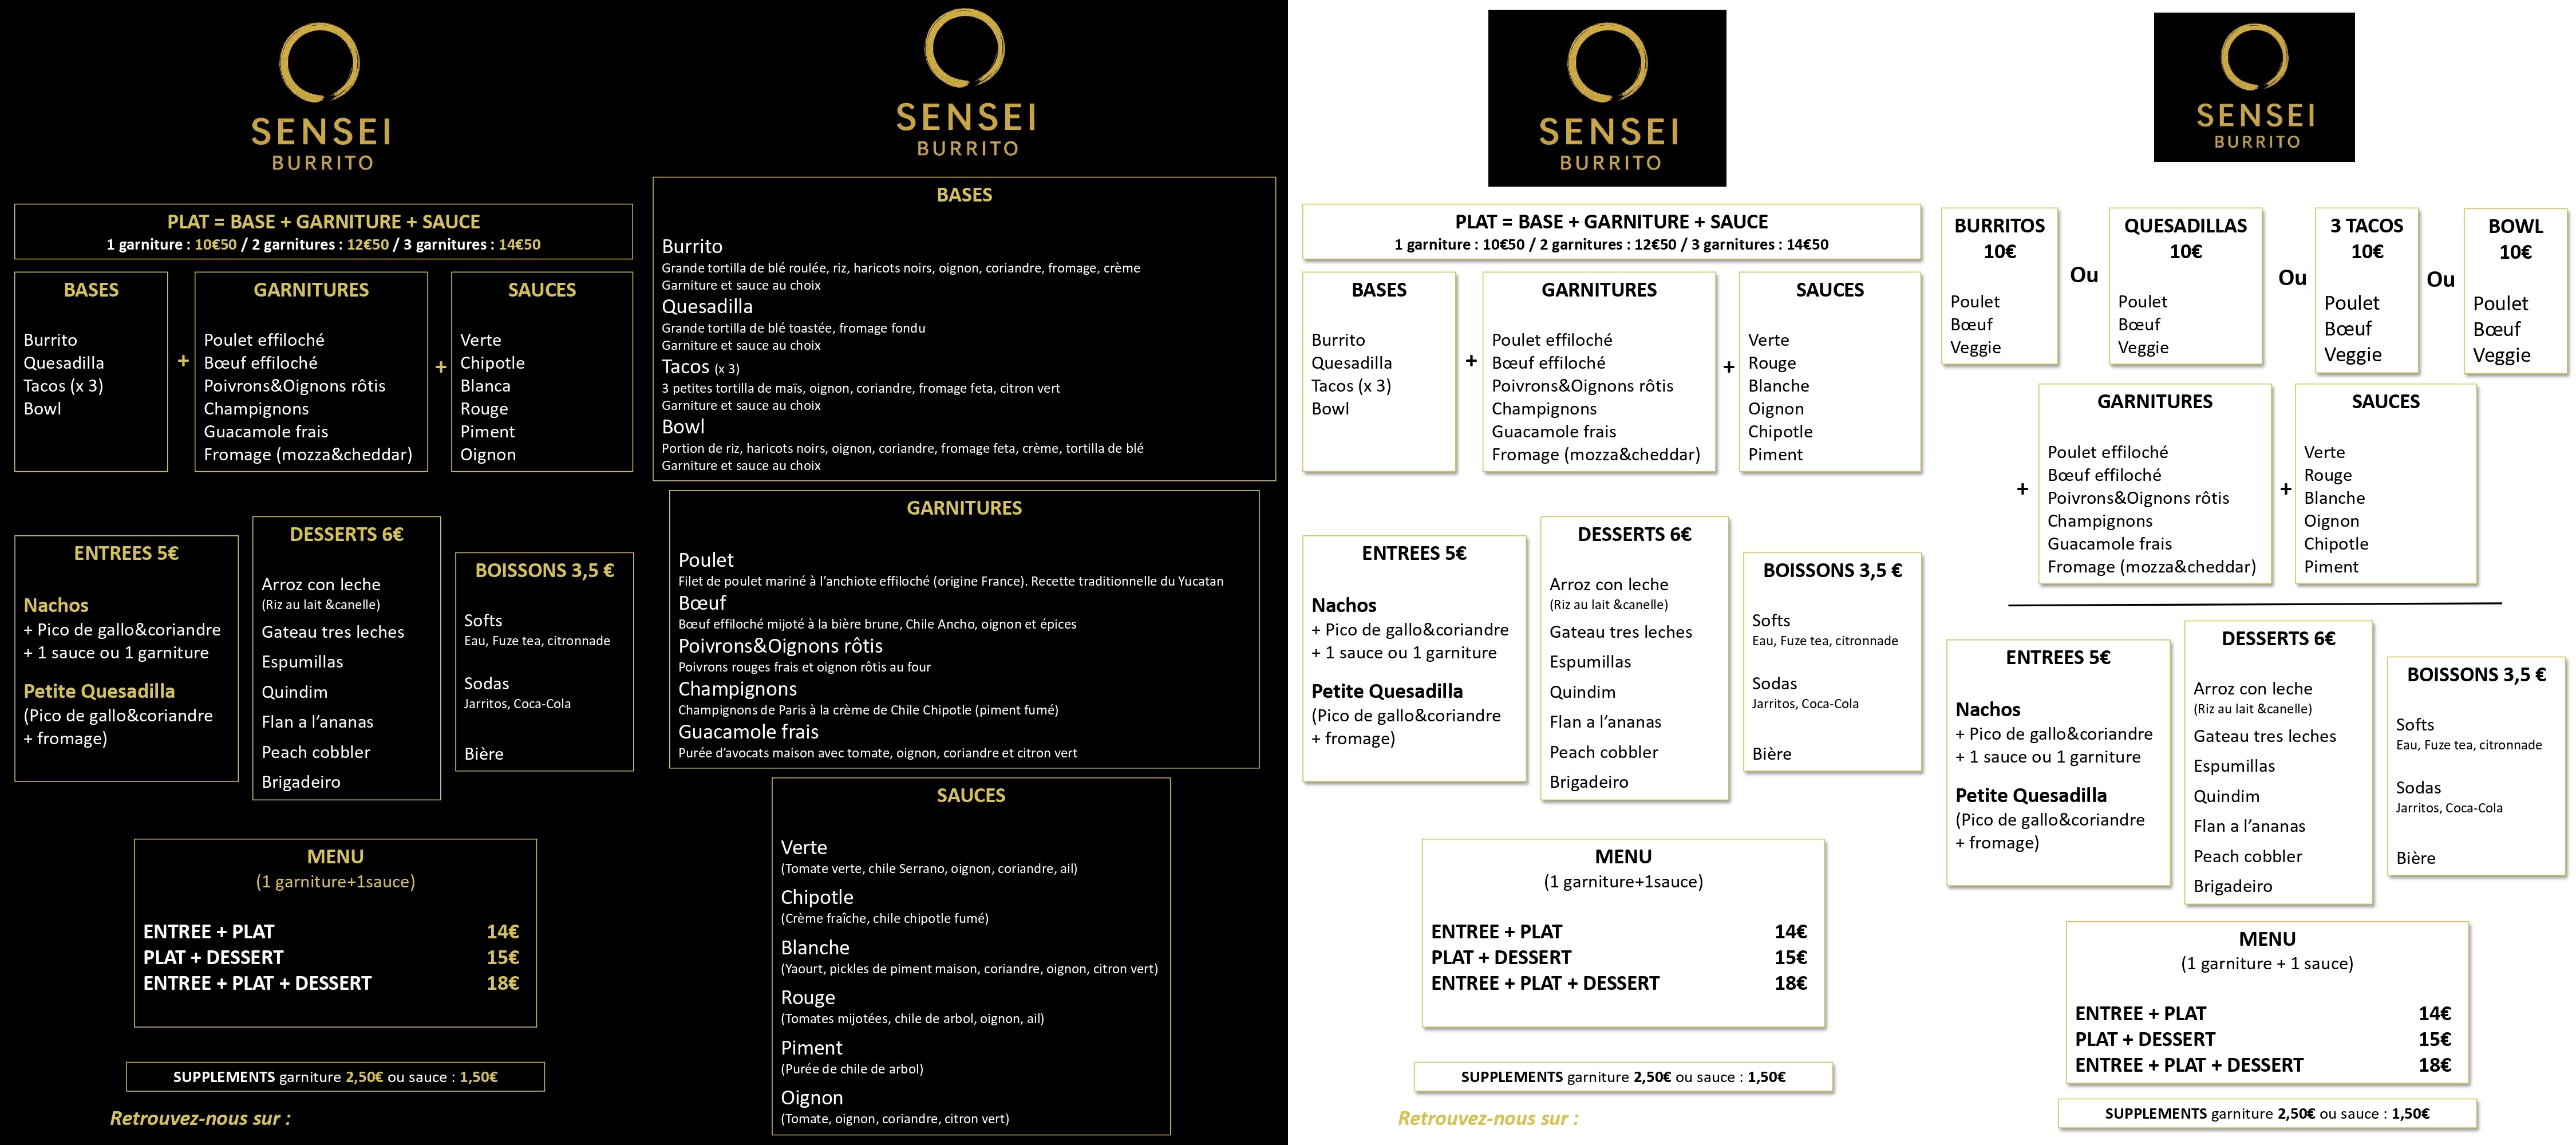 SENSEI
BURRITO
PLAT = BASE + GARNITURE + SAUCE
1 garniture : 10€50 / 2 garnitures : 12€50 / 3 garnitures : 14€50
BASES
Burrito
Quesadilla
Tacos (x 3)
Bowl
+
GARNITURES
Poulet effiloché
Bœuf effiloché
Poivrons&Oignons rôtis
Champignons
Guacamole frais
Fromage (mozza&cheddar)
+
SAUCES
Verte
Chipotle
Blanca
Rouge
Piment
Oignon
ENTREES 5€
Nachos
+ Pico de gallo&coriandre
+ 1 sauce ou 1 garniture
Petite Quesadilla
(Pico de gallo&coriandre
+ fromage)
DESSERTS 6€
Arroz con leche
(Riz au lait &canelle)
Gateau tres leches
Espumillas
Quindim
Flan a l’ananas
Peach cobbler
Brigadeiro
BOISSONS 3,5 €
Softs
Eau, Fuze tea, citronnade
Sodas
Jarritos, Coca-Cola
Bière
MENU
(1 garniture+1sauce)
ENTREE + PLAT 14€
PLAT + DESSERT 15€
ENTREE + PLAT + DESSERT 18€
SUPPLEMENTS garniture 2,50€ ou sauce : 1,50€
Retrouvez-nous sur :
SENSEI
BURRITO
BASES
Burrito
Grande tortilla de blé roulée, riz, haricots noirs, oignon, coriandre, fromage, crème
Garniture et sauce au choix
Quesadilla
Grande tortilla de blé toastée, fromage fondu
Garniture et sauce au choix
Tacos (x 3)
3 petites tortilla de maïs, oignon, coriandre, fromage feta, citron vert
Garniture et sauce au choix
Bowl
Portion de riz, haricots noirs, oignon, coriandre, fromage feta, crème, tortilla de blé
Garniture et sauce au choix
GARNITURES
Poulet
Filet de poulet mariné à l’anchiote effiloché (origine France). Recette traditionnelle du Yucatan
Bœuf
Bœuf effiloché mijoté à la bière brune, Chile Ancho, oignon et épices
Poivrons&Oignons rôtis
Poivrons rouges frais et oignon rôtis au four
Champignons
Champignons de Paris à la crème de Chile Chipotle (piment fumé)
Guacamole frais
Purée d’avocats maison avec tomate, oignon, coriandre et citron vert
SAUCES
Verte
(Tomate verte, chile Serrano, oignon, coriandre, ail)
Chipotle
(Crème fraîche, chile chipotle fumé)
Blanche
(Yaourt, pickles de piment maison, coriandre, oignon, citron vert)
Rouge
(Tomates mijotées, chile de arbol, oignon, ail)
Piment
(Purée de chile de arbol)
Oignon
(Tomate, oignon, coriandre, citron vert)
SENSEI
BURRITO
PLAT = BASE + GARNITURE + SAUCE
1 garniture : 10€50 / 2 garnitures : 12€50 / 3 garnitures : 14€50
BASES
Burrito
Quesadilla
Tacos (x 3)
Bowl
+
GARNITURES
Poulet effiloché
Bœuf effiloché
Poivrons&Oignons rôtis
Champignons
Guacamole frais
Fromage (mozza&cheddar)
+
SAUCES
Verte
Rouge
Blanche
Oignon
Chipotle
Piment
ENTREES 5€
Nachos
+ Pico de gallo&coriandre
+ 1 sauce ou 1 garniture
Petite Quesadilla
(Pico de gallo&coriandre
+ fromage)
DESSERTS 6€
Arroz con leche
(Riz au lait &canelle)
Gateau tres leches
Espumillas
Quindim
Flan a l’ananas
Peach cobbler
Brigadeiro
BOISSONS 3,5 €
Softs
Eau, Fuze tea, citronnade
Sodas
Jarritos, Coca-Cola
Bière
MENU
(1 garniture+1sauce)
ENTREE + PLAT 14€
PLAT + DESSERT 15€
ENTREE + PLAT + DESSERT 18€
SUPPLEMENTS garniture 2,50€ ou sauce : 1,50€
Retrouvez-nous sur :
SENSEI
BURRITO
BURRITOS
10€
Poulet
Bœuf
Veggie
Ou
QUESADILLAS
10€
Poulet
Bœuf
Veggie
Ou
3 TACOS
10€
Poulet
Bœuf
Veggie
Ou
BOWL
10€
Poulet
Bœuf
Veggie
+
GARNITURES
Poulet effiloché
Bœuf effiloché
Poivrons&Oignons rôtis
Champignons
Guacamole frais
Fromage (mozza&cheddar)
+
SAUCES
Verte
Rouge
Blanche
Oignon
Chipotle
Piment
ENTREES 5€
Nachos
+ Pico de gallo&coriandre
+ 1 sauce ou 1 garniture
Petite Quesadilla
(Pico de gallo&coriandre
+ fromage)
DESSERTS 6€
Arroz con leche
(Riz au lait &canelle)
Gateau tres leches
Espumillas
Quindim
Flan a l’ananas
Peach cobbler
Brigadeiro
BOISSONS 3,5 €
Softs
Eau, Fuze tea, citronnade
Sodas
Jarritos, Coca-Cola
Bière
MENU
(1 garniture + 1 sauce)
ENTREE + PLAT 14€
PLAT + DESSERT 15€
ENTREE + PLAT + DESSERT 18€
SUPPLEMENTS garniture 2,50€ ou sauce : 1,50€